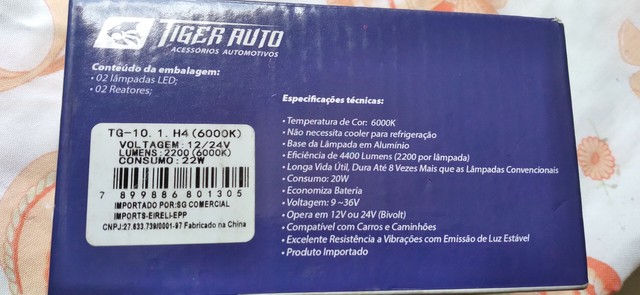 TIGER AUTO
ACESSÓRIOS AUTOMOTIVOS
Conteúdo da embalagem:
• 02 lâmpadas LED;
• 02 Reatores;
TG-10. 1. H4 (6000K)
VOLTAGEM: 12/24V
LUMENS: 2200 (6000K)
CONSUMO: 22W
7 899886 801305
IMPORTADO POR:SG COMERCIAL
IMPORTS-EIRELI-EPP
CNPJ:27.633.739/0001-97 Fabricado na China
Especificações técnicas:
• Temperatura de Cor: 6000K
• Não necessita cooler para refrigeração
• Base da Lâmpada em Alumínio
• Eficiência de 4400 Lumens (2200 por lâmpada)
• Longa Vida Útil, Dura Até 8 Vezes Mais que as Lâmpadas Convencionais
• Consumo: 20W
• Economiza Bateria
• Voltagem: 9~36V
• Opera em 12V ou 24V (Bivolt)
• Compatível com Carros e Caminhões
• Excelente Resistência a Vibrações com Emissão de Luz Estável
• Produto Importado